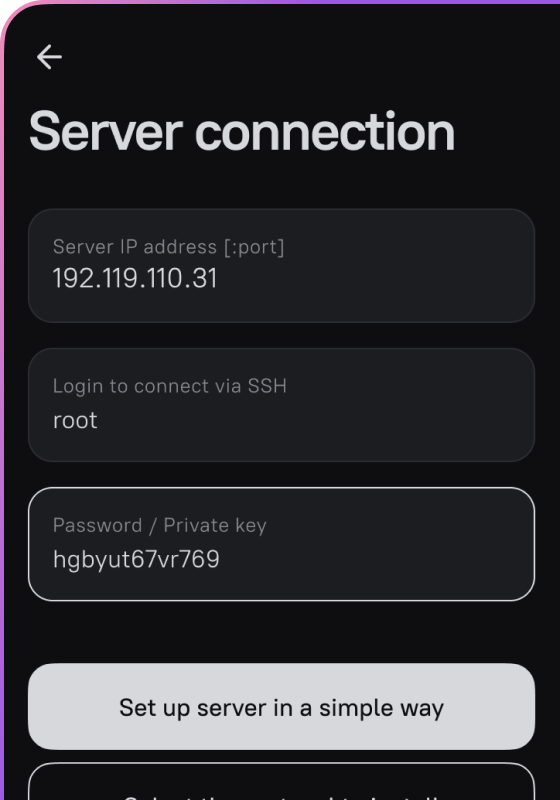 Server connection
Server IP address [:port]
192.119.110.31
Login to connect via SSH
root
Password / Private key
hgbyut67vr769
Set up server in a simple way